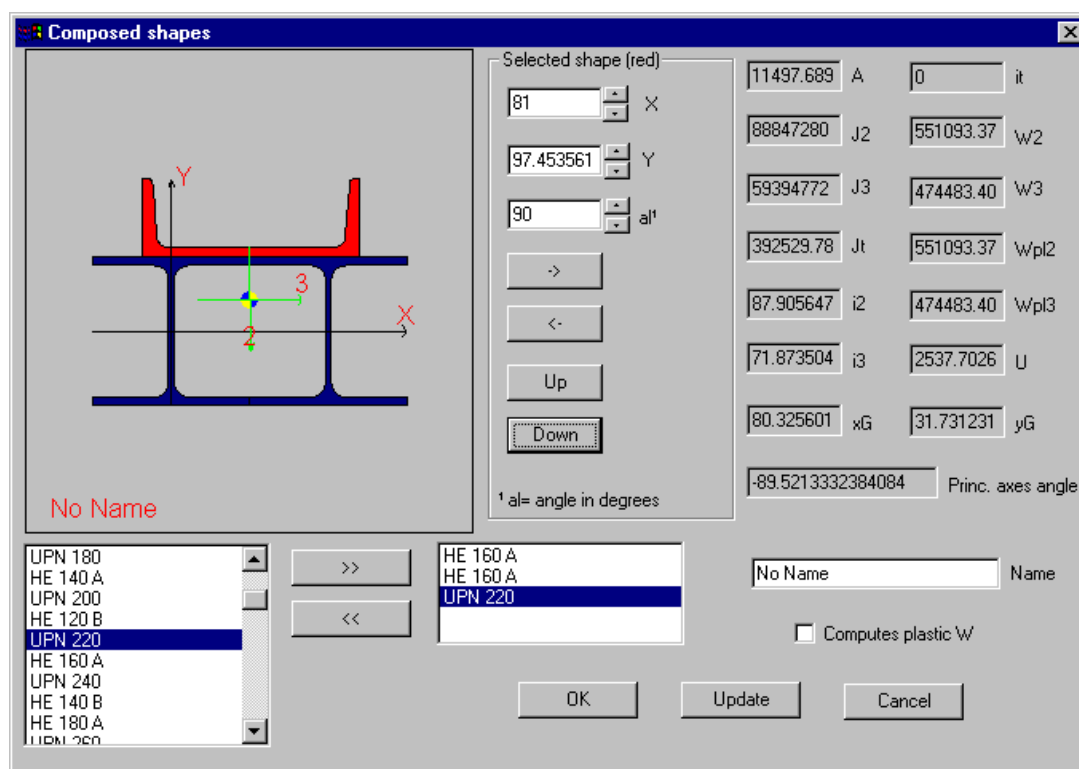 Composed shapes
Y
3
X
2
No Name
Selected shape (red)
81 X
97.453561 Y
90 al¹
->
<-
Up
Down
¹ al= angle in degrees
11497.689 A 0 it
88847280 J2 551093.37 W2
59394772 J3 474483.40 W3
392529.78 Jt 551093.37 Wpl2
87.905647 i2 474483.40 Wpl3
71.873504 i3 2537.7026 U
80.325601 xG 31.731231 yG
-89.5213332384084 Princ. axes angle
UPN 180
HE 140 A
UPN 200
HE 120 B
UPN 220
HE 160 A
UPN 240
HE 140 B
HE 180 A
UPN 260
>>
<<
HE 160 A
HE 160 A
UPN 220
No Name Name
Computes plastic W
OK Update Cancel